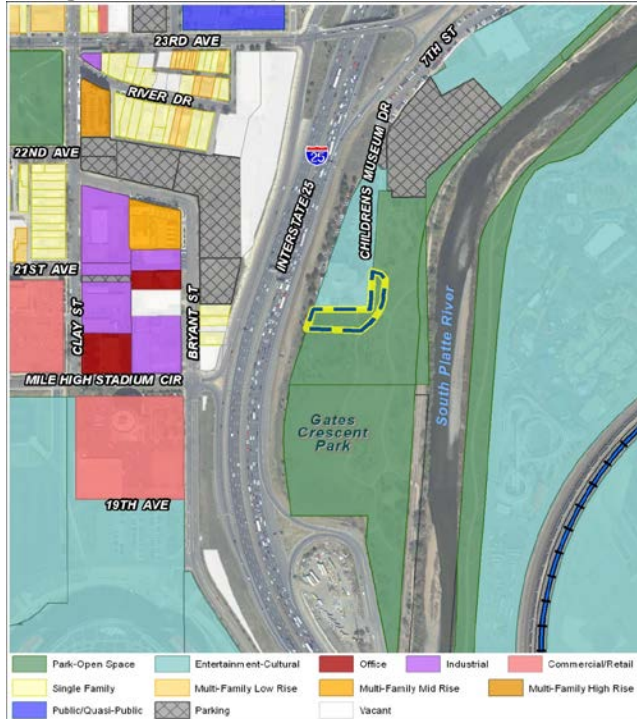 23RD AVE
7TH ST
RIVER DR
CHILDRENS MUSEUM DR
22ND AVE
25
INTERSTATE 25
21ST AVE
CLAY ST
BRYANT ST
South Platte River
MILE HIGH STADIUM CIR
Gates
Crescent
Park
19TH AVE
Park-Open Space
Entertainment-Cultural
Office
Industrial
Commercial/Retail
Single Family
Multi-Family Low Rise
Multi-Family Mid Rise
Multi-Family High Rise
Public/Quasi-Public
Parking
Vacant